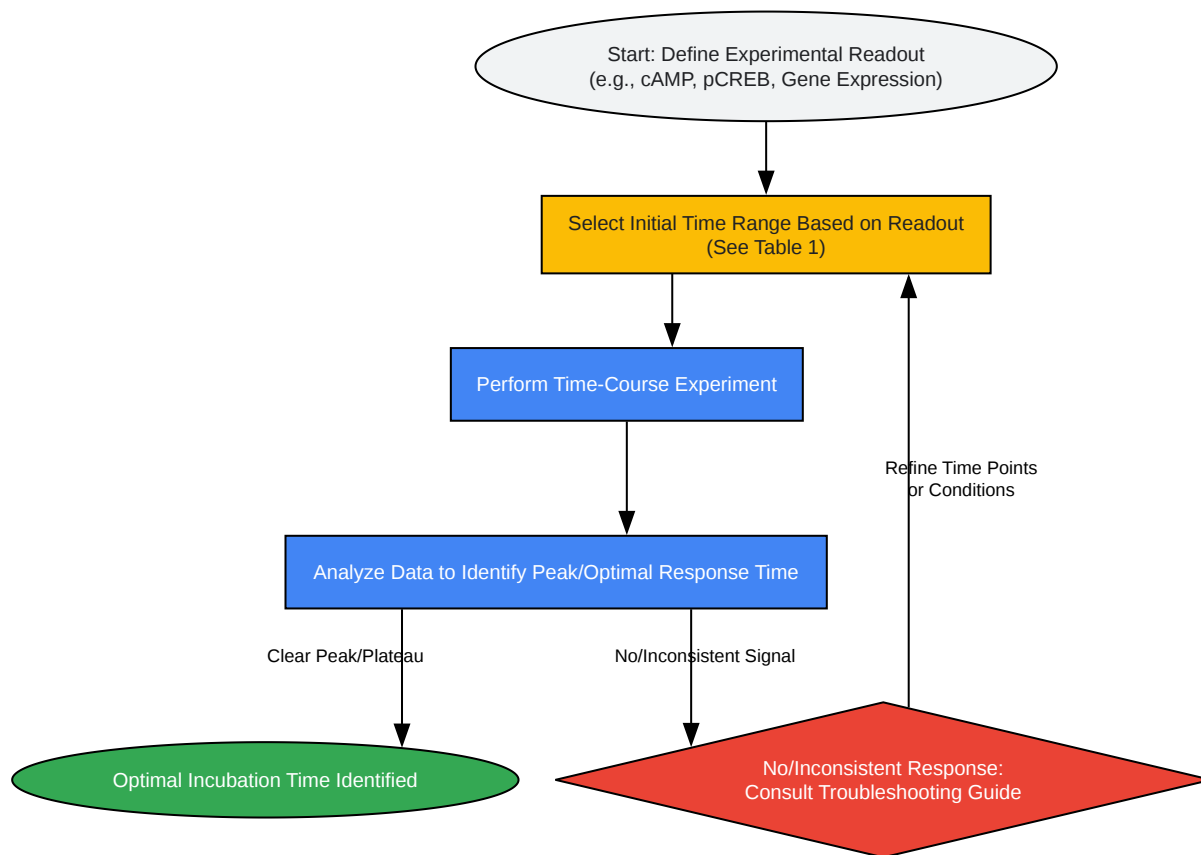 Start: Define Experimental Readout
(e.g., cAMP, pCREB, Gene Expression)
Select Initial Time Range Based on Readout
(See Table 1)
Perform Time-Course Experiment
Refine Time Points
or Conditions
Analyze Data to Identify Peak/Optimal Response Time
Clear Peak/Plateau
No/Inconsistent Signal
Optimal Incubation Time Identified
No/Inconsistent Response:
Consult Troubleshooting Guide